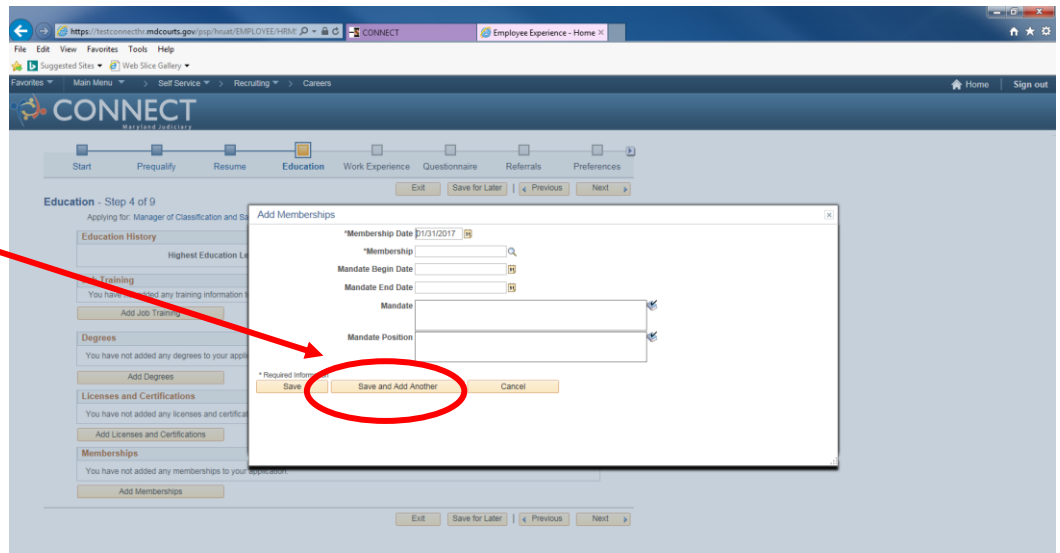 https://testconnecthr.mdcourts.gov/psp/hruat/EMPLOYEE/HRMS
CONNECT
Employee Experience - Home
File Edit View Favorites Tools Help
Suggested Sites Web Slice Gallery
Favorites Main Menu > Self Service > Recruiting > Careers
Home Sign out
CONNECT
Maryland Judiciary
Start Prequalify Resume Education Work Experience Questionnaire Referrals Preferences
Exit Save for Later | Previous Next
Education - Step 4 of 9
Applying for: Manager of Classification and Sa
Add Memberships
Education History
*Membership Date 01/31/2017
Highest Education Le
*Membership
Mandate Begin Date
Job Training
Mandate End Date
You have not added any training information t
Mandate
Add Job Training
Degrees
Mandate Position
You have not added any degrees to your appli
Add Degrees
* Required Information
Save Save and Add Another Cancel
Licenses and Certifications
You have not added any licenses and certificat
Add Licenses and Certifications
Memberships
You have not added any memberships to your application.
Add Memberships
Exit Save for Later | Previous Next